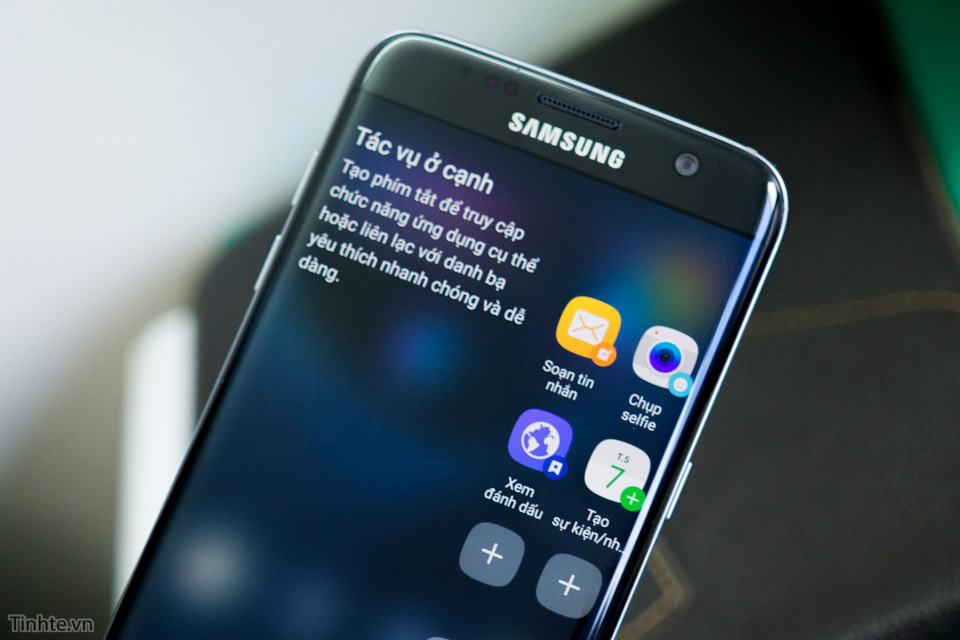 SAMSUNG
Tác vụ ở cạnh
Tạo phím tắt để truy cập
chức năng ứng dụng cụ thể
hoặc liên lạc với danh bạ
yêu thích nhanh chóng và dễ
dàng.
Soạn tin
nhắn
Chụp
selfie
Xem
đánh dấu
T.5
7
Tạo
sự kiện/nh..
Tinhte.vn